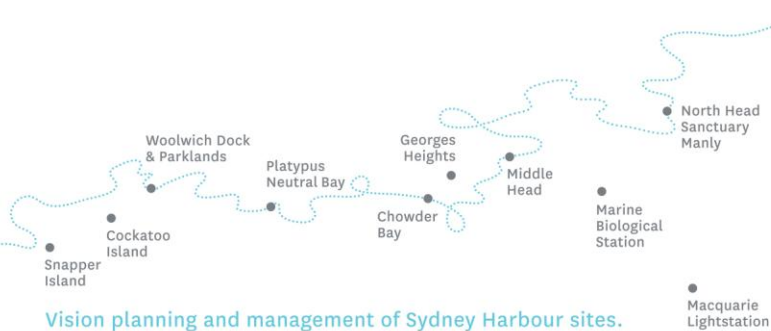 Woolwich Dock
& Parklands
Platypus
Neutral Bay
Georges
Heights
North Head
Sanctuary
Manly
Middle
Head
Chowder
Bay
Marine
Biological
Station
Cockatoo
Island
Snapper
Island
Macquarie
Lightstation
Vision planning and management of Sydney Harbour sites.